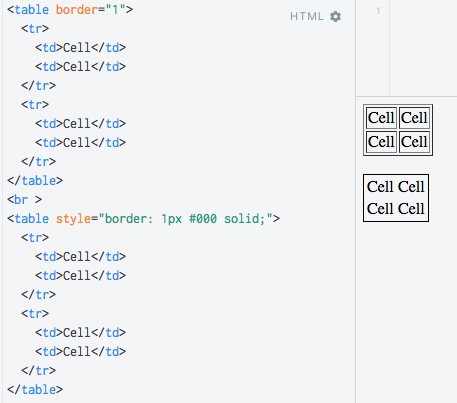 <table border="1">
HTML
1
<tr>
<td>Cell</td>
<td>Cell</td>
</tr>
<tr>
<td>Cell</td>
<td>Cell</td>
</tr>
</table>
<br >
<table style="border: 1px #000 solid;">
<tr>
<td>Cell</td>
<td>Cell</td>
</tr>
<tr>
<td>Cell</td>
<td>Cell</td>
</tr>
</table>
Cell Cell
Cell Cell
Cell Cell
Cell Cell